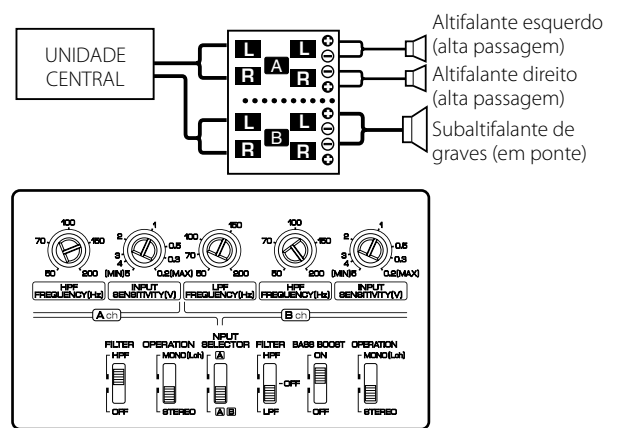 UNIDADE
CENTRAL
L L
R A R
L L
R B R
Altifalante esquerdo
(alta passagem)
Altifalante direito
(alta passagem)
Subaltifalante de
graves (em ponte)
100
70 150
50 200
HPF
FREQUENCY(Hz)
1
2 0.5
3 0.3
4
(MIN)5 0.2(MAX)
INPUT
SENSITIVITY(V)
150
100
70
50 200
LPF
FREQUENCY(Hz)
100
70 150
50 200
HPF
FREQUENCY(Hz)
1
2 0.5
3 0.3
4
(MIN)5 0.2(MAX)
INPUT
SENSITIVITY(V)
A ch
B ch
FILTER
HPF
OFF
OPERATION
MONO(Lch)
STEREO
INPUT
SELECTOR
A
A B
FILTER
HPF
OFF
LPF
BASS BOOST
ON
OFF
OPERATION
MONO(Lch)
STEREO